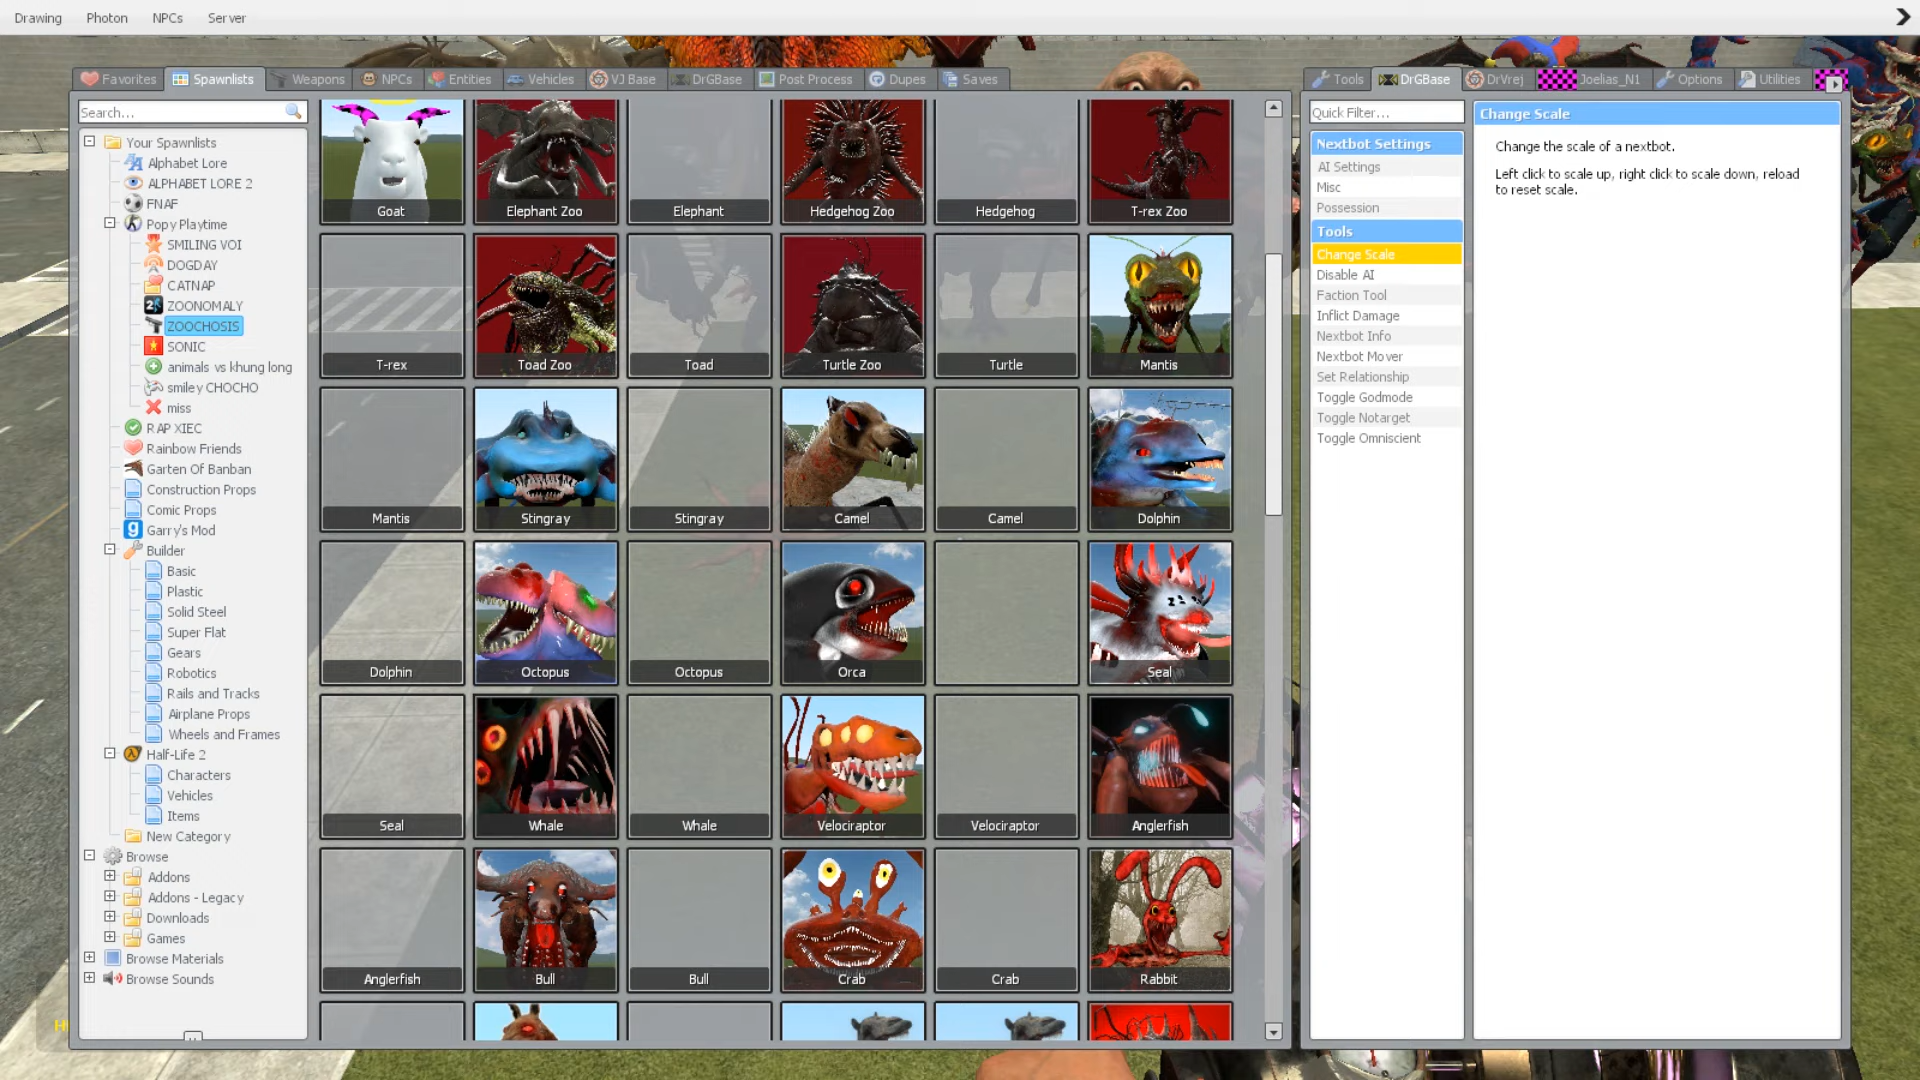 Drawing Photon NPCs Server
Favorites Spawnlists Weapons NPCs Entities Vehicles VJ Base DrGBase Post Process Dupes Saves
Tools DrGBase DrVrej Joelias_N1 Options Utilities
Search...
Your Spawnlists
Alphabet Lore
ALPHABET LORE 2
FNAF
Popy Playtime
SMILING VOI
DOGDAY
CATNAP
ZOONOMALY
ZOOCHOSIS
SONIC
animals vs khung long
smiley CHOCHO
miss
RAP XIEC
Rainbow Friends
Garten Of Banban
Construction Props
Comic Props
Garry's Mod
Builder
Basic
Plastic
Solid Steel
Super Flat
Gears
Robotics
Rails and Tracks
Airplane Props
Wheels and Frames
Half-Life 2
Characters
Vehicles
Items
New Category
Browse
Addons
Addons - Legacy
Downloads
Games
Browse Materials
Browse Sounds
Goat Elephant Zoo Elephant Hedgehog Zoo Hedgehog T-rex Zoo
T-rex Toad Zoo Toad Turtle Zoo Turtle Mantis
Mantis Stingray Stingray Camel Camel Dolphin
Dolphin Octopus Octopus Orca Seal
Seal Whale Whale Velociraptor Velociraptor Anglerfish
Anglerfish Bull Bull Crab Crab Rabbit
Quick Filter...
Nextbot Settings
AI Settings
Misc
Possession
Tools
Change Scale
Disable AI
Faction Tool
Inflict Damage
Nextbot Info
Nextbot Mover
Set Relationship
Toggle Godmode
Toggle Notarget
Toggle Omniscient
Change Scale
Change the scale of a nextbot.
Left click to scale up, right click to scale down, reload
to reset scale.